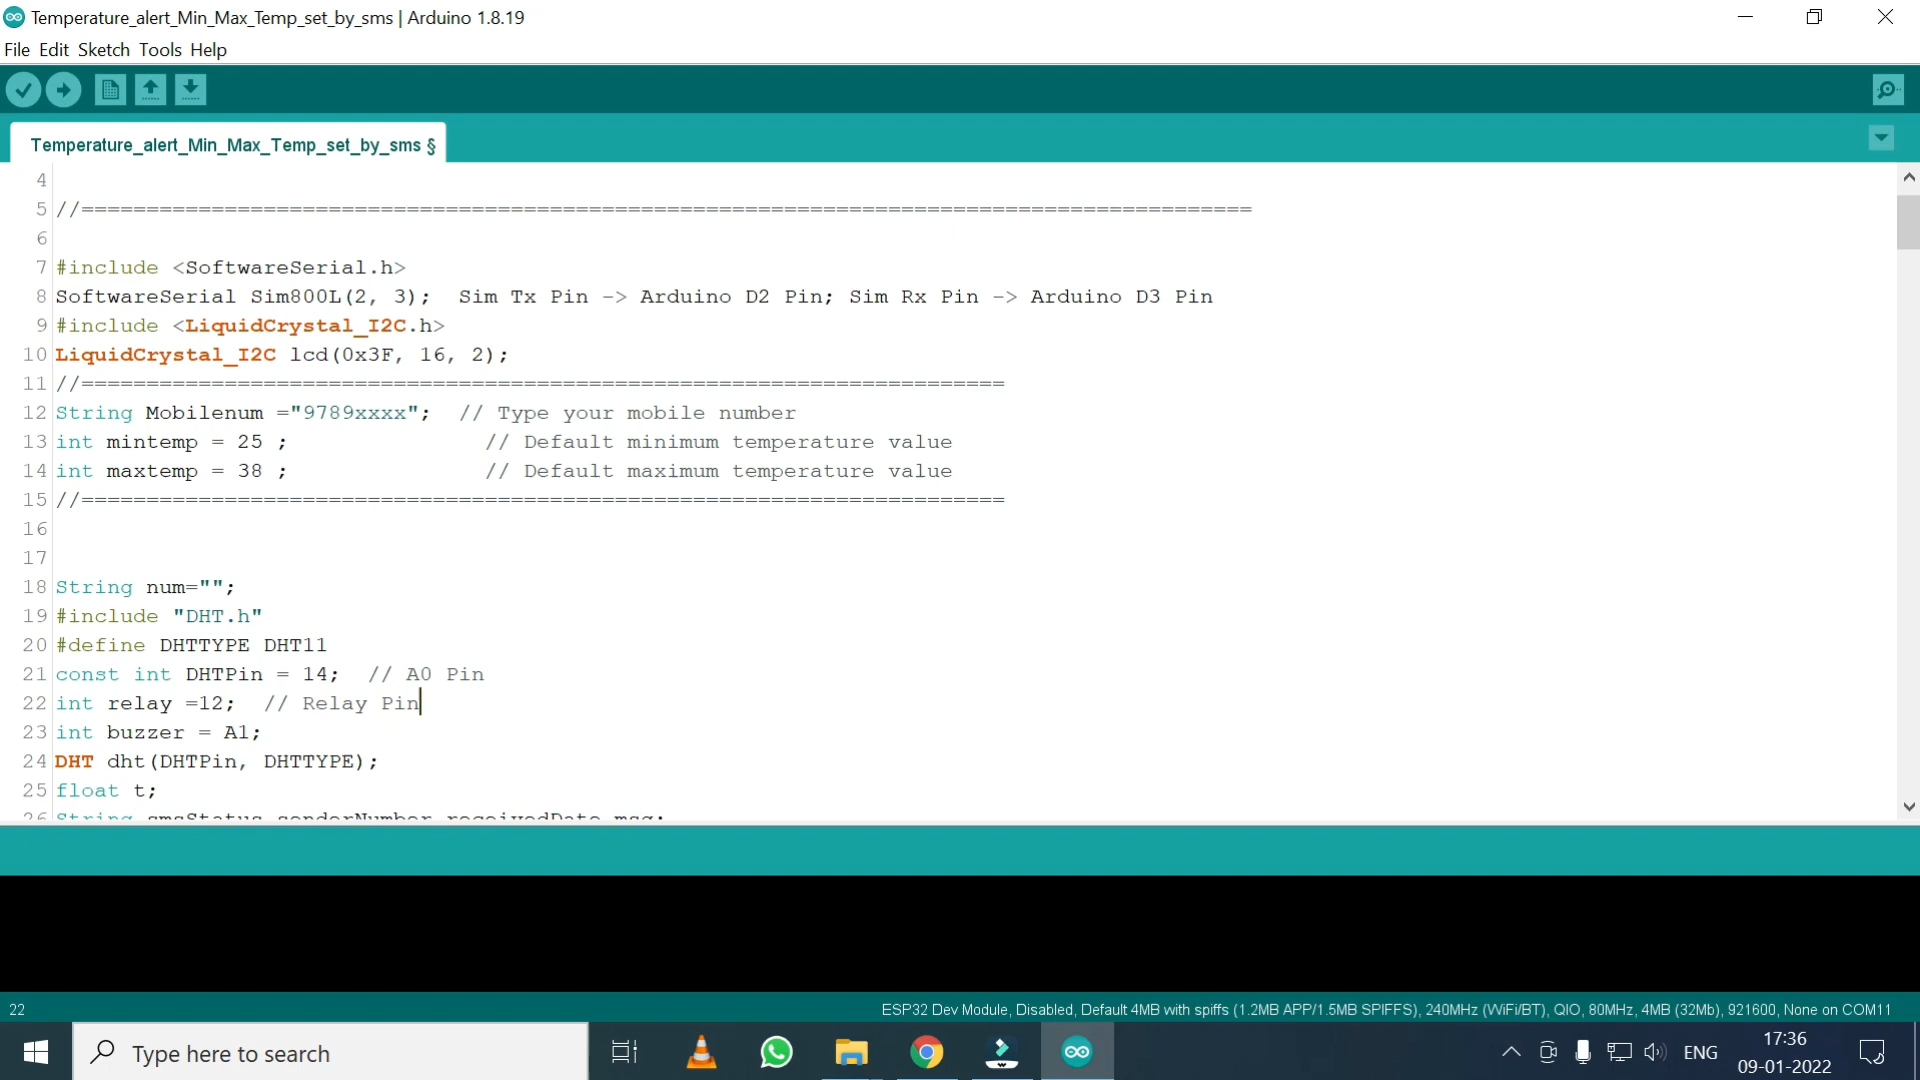 Temperature_alert_Min_Max_Temp_set_by_sms | Arduino 1.8.19
File Edit Sketch Tools Help
Temperature_alert_Min_Max_Temp_set_by_sms §
4
5 //==========================================================================================
6
7 #include <SoftwareSerial.h>
8 SoftwareSerial Sim800L(2, 3);  Sim Tx Pin -> Arduino D2 Pin; Sim Rx Pin -> Arduino D3 Pin
9 #include <LiquidCrystal_I2C.h>
10 LiquidCrystal_I2C lcd(0x3F, 16, 2);
11 //=======================================================================
12 String Mobilenum ="9789xxxx";  // Type your mobile number
13 int mintemp = 25 ;               // Default minimum temperature value
14 int maxtemp = 38 ;               // Default maximum temperature value
15 //=======================================================================
16
17
18 String num="";
19 #include "DHT.h"
20 #define DHTTYPE DHT11
21 const int DHTPin = 14;  // A0 Pin
22 int relay =12;  // Relay Pin
23 int buzzer = A1;
24 DHT dht(DHTPin, DHTTYPE);
25 float t;
26 String smsStatus,senderNumber,receivedDate,msg;
22
ESP32 Dev Module, Disabled, Default 4MB with spiffs (1.2MB APP/1.5MB SPIFFS), 240MHz (WiFi/BT), QIO, 80MHz, 4MB (32Mb), 921600, None on COM11
Type here to search
ENG
17:36
09-01-2022